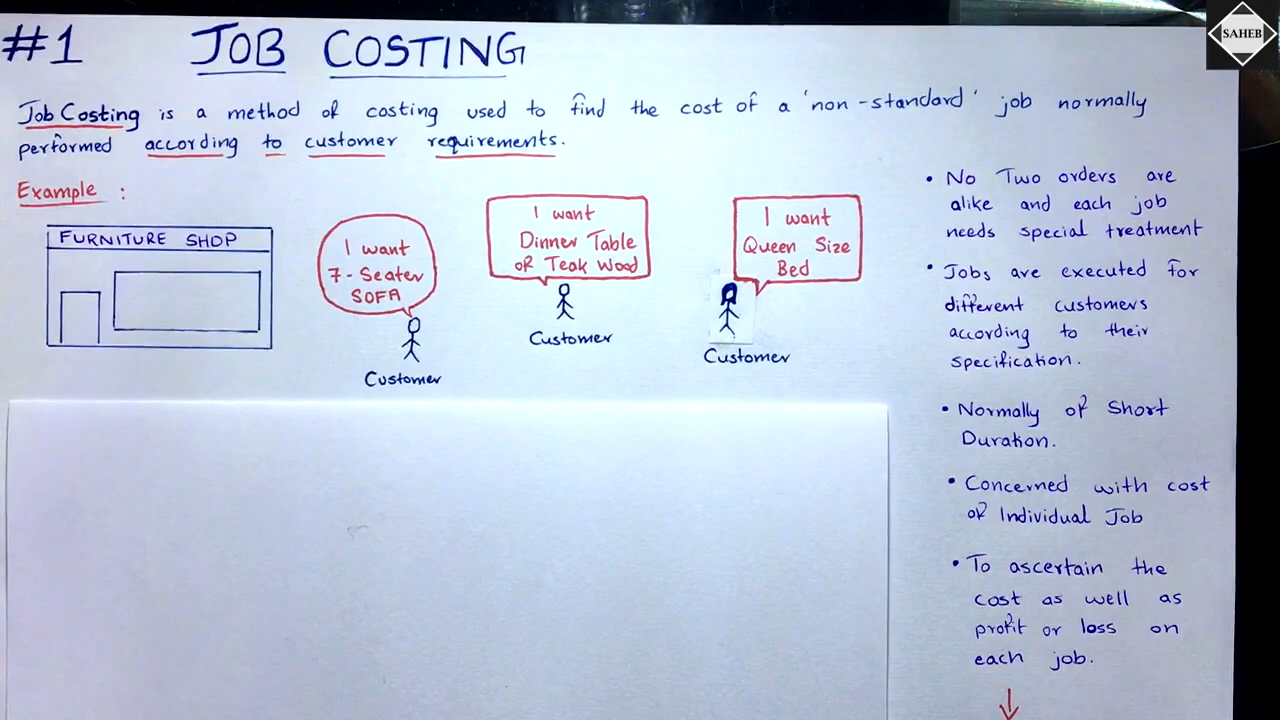 #1 JOB COSTING
SAHEB
Job Costing is a method of costing used to find the cost of a 'non-standard' job normally
performed according to customer requirements.
Example :
FURNITURE SHOP
I want
7-Seater
SOFA
Customer
I want
Dinner Table
of Teak Wood
Customer
I want
Queen Size
Bed
Customer
• No Two orders are
alike and each job
needs special treatment
• Jobs are executed for
different customers
according to their
specification.
• Normally of Short
Duration.
• Concerned with cost
of Individual Job
• To ascertain the
cost as well as
profit or loss on
each job.